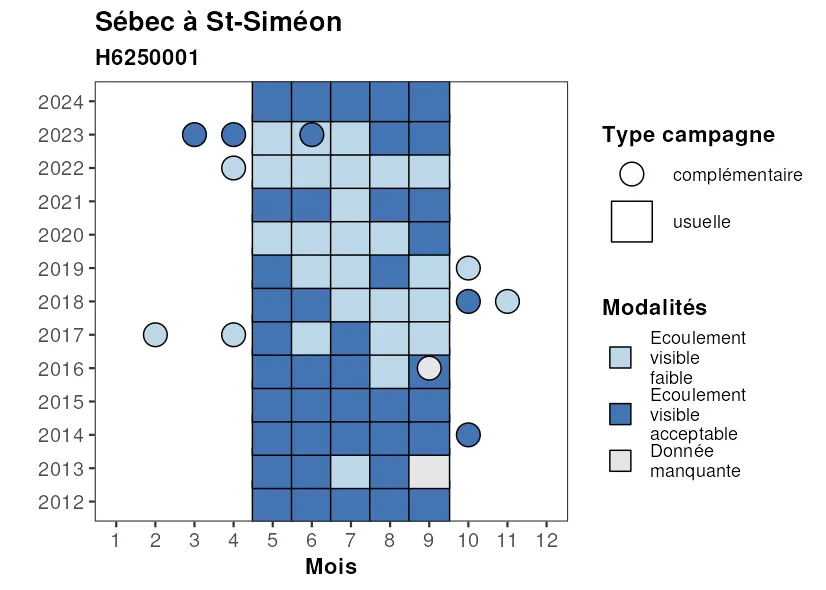 Sébec à St-Siméon
H6250001
2024
2023
2022
2021
2020
2019
2018
2017
2016
2015
2014
2013
2012
1 2 3 4 5 6 7 8 9 10 11 12
Mois
Type campagne
complémentaire
usuelle
Modalités
Ecoulement
visible
faible
Ecoulement
visible
acceptable
Donnée
manquante